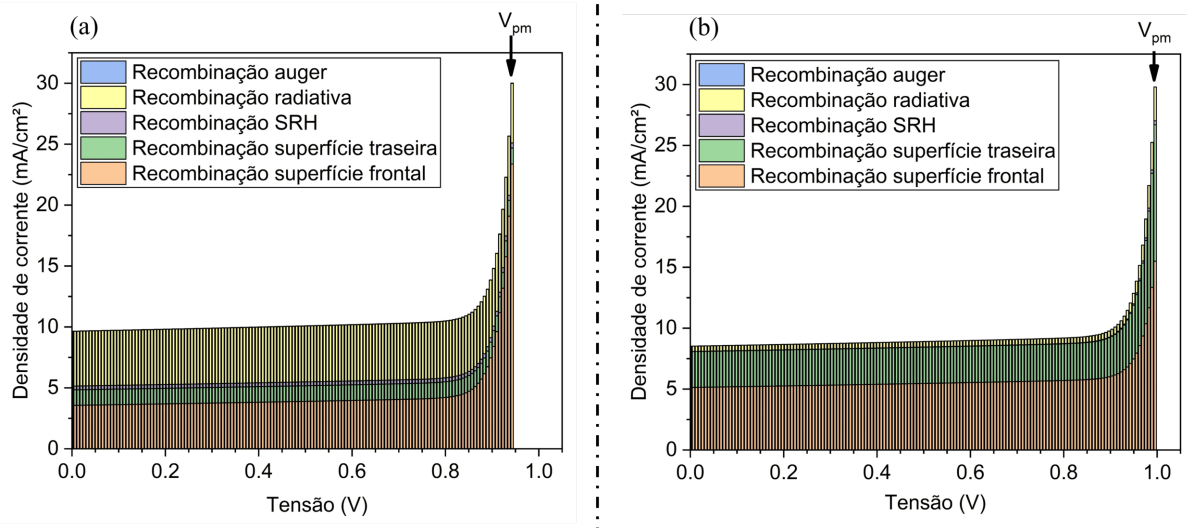 (a)
V_pm
Recombinação auger
Recombinação radiativa
Recombinação SRH
Recombinação superfície traseira
Recombinação superfície frontal
Densidade de corrente (mA/cm²)
30
25
20
15
10
5
0
0.0 0.2 0.4 0.6 0.8 1.0
Tensão (V)
(b)
V_pm
Recombinação auger
Recombinação radiativa
Recombinação SRH
Recombinação superfície traseira
Recombinação superfície frontal
Densidade de corrente (mA/cm²)
30
25
20
15
10
5
0
0.0 0.2 0.4 0.6 0.8 1.0
Tensão (V)